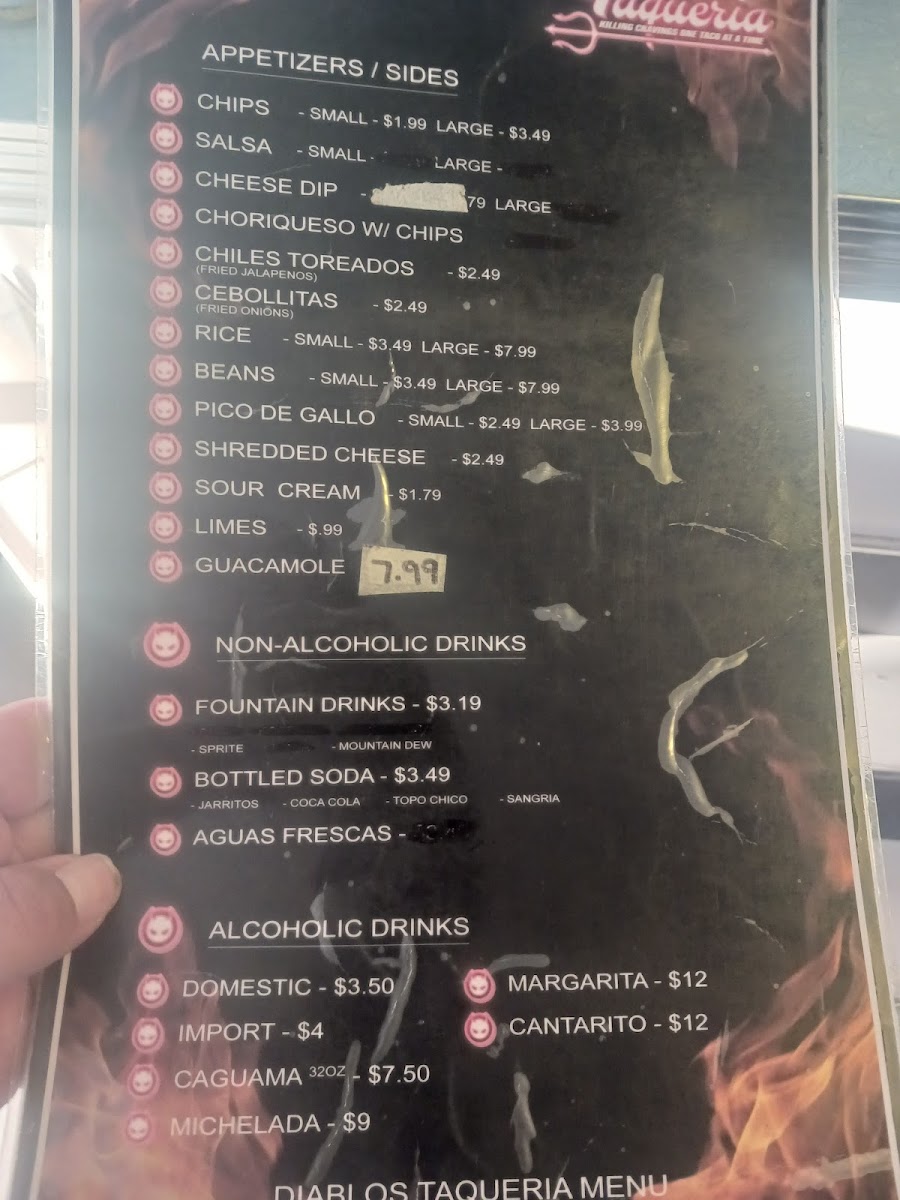 Taqueria
KILLING CRAVINGS ONE TACO AT A TIME
APPETIZERS / SIDES
CHIPS - SMALL - $1.99 LARGE - $3.49
SALSA - SMALL - LARGE -
CHEESE DIP - 79 LARGE
CHORIQUESO W/ CHIPS
CHILES TOREADOS - $2.49
(FRIED JALAPENOS)
CEBOLLITAS - $2.49
(FRIED ONIONS)
RICE - SMALL - $3.49 LARGE - $7.99
BEANS - SMALL - $3.49 LARGE - $7.99
PICO DE GALLO - SMALL - $2.49 LARGE - $3.99
SHREDDED CHEESE - $2.49
SOUR CREAM - $1.79
LIMES - $.99
GUACAMOLE 7.99
NON-ALCOHOLIC DRINKS
FOUNTAIN DRINKS - $3.19
- SPRITE - MOUNTAIN DEW
BOTTLED SODA - $3.49
- JARRITOS - COCA COLA - TOPO CHICO - SANGRIA
AGUAS FRESCAS -
ALCOHOLIC DRINKS
DOMESTIC - $3.50
IMPORT - $4
CAGUAMA 32OZ - $7.50
MICHELADA - $9
MARGARITA - $12
CANTARITO - $12
DIABLOS TAQUERIA MENU